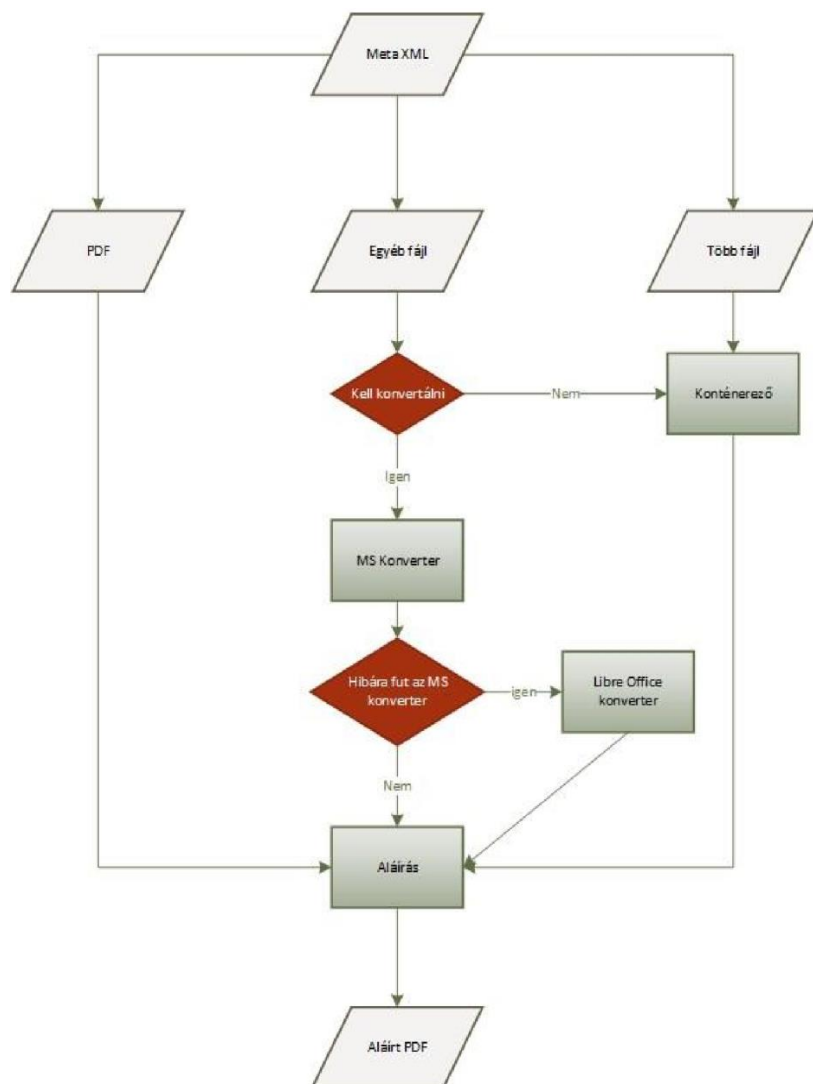 Meta XML
PDF
Egyéb fájl
Több fájl
Kell konvertálni
Nem
Konténerező
Igen
MS Konverter
Hibára fut az MS
konverter
igen
Libre Office
konverter
Nem
Aláírás
Aláírt PDF